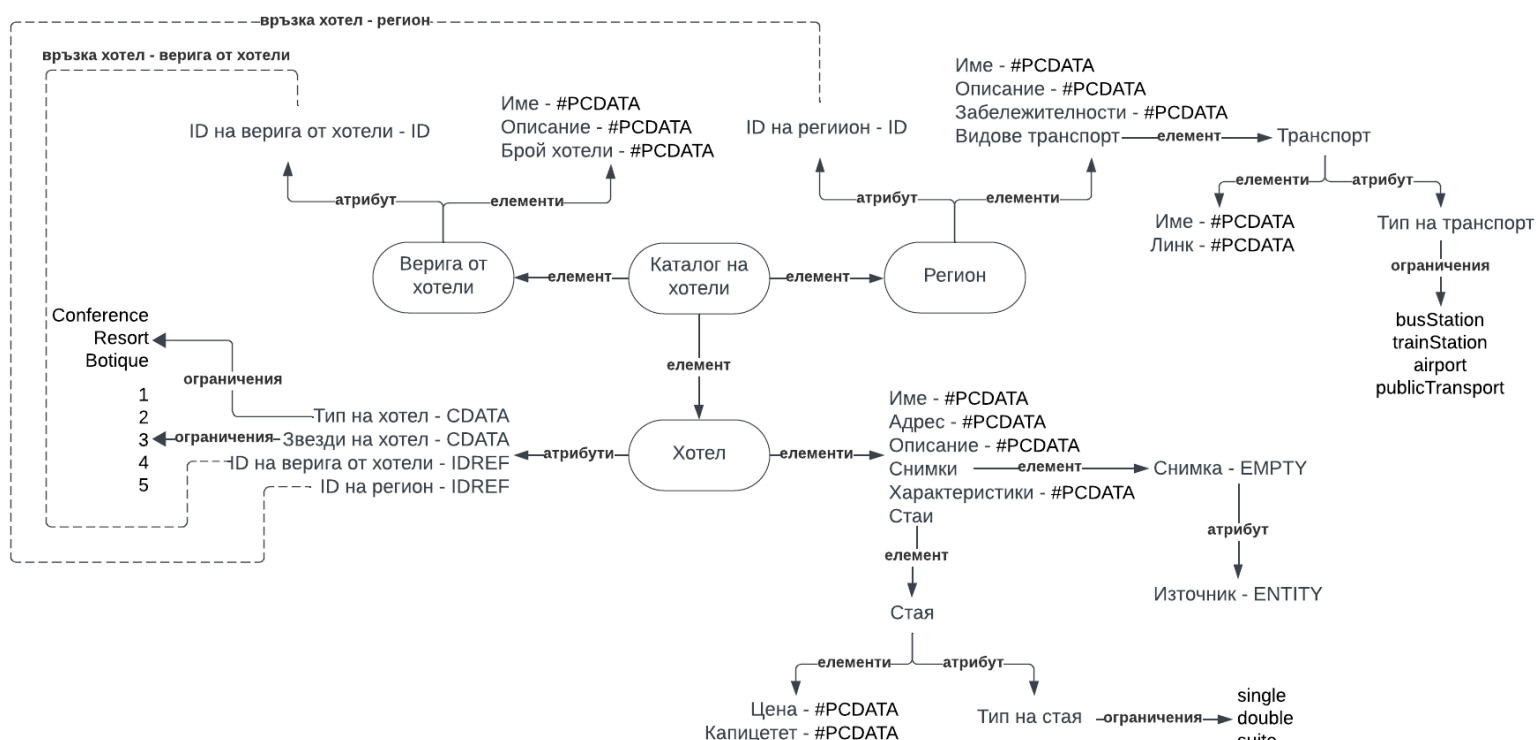 връзка хотел - регион
връзка хотел - верига от хотели
ID на верига от хотели - ID
Име - #PCDATA
Описание - #PCDATA
Брой хотели - #PCDATA
ID на региион - ID
Име - #PCDATA
Описание - #PCDATA
Забележителности - #PCDATA
Видове транспорт
елемент
Транспорт
атрибут
елементи
атрибут
елементи
елементи
атрибут
Име - #PCDATA
Линк - #PCDATA
Тип на транспорт
ограничения
busStation
trainStation
airport
publicTransport
Верига от
хотели
елемент
Каталог на
хотели
елемент
Регион
елемент
Conference
Resort
Botique
ограничения
1
2
3
4
5
ограничения
Тип на хотел - CDATA
Звезди на хотел - CDATA
ID на верига от хотели - IDREF
ID на регион - IDREF
атрибути
Хотел
елементи
Име - #PCDATA
Адрес - #PCDATA
Описание - #PCDATA
Снимки
Характеристики - #PCDATA
Стаи
елемент
Снимка - EMPTY
атрибут
Източник - ENTITY
елемент
Стая
елементи
атрибут
Цена - #PCDATA
Капицетет - #PCDATA
Тип на стая
ограничения
single
double
suite